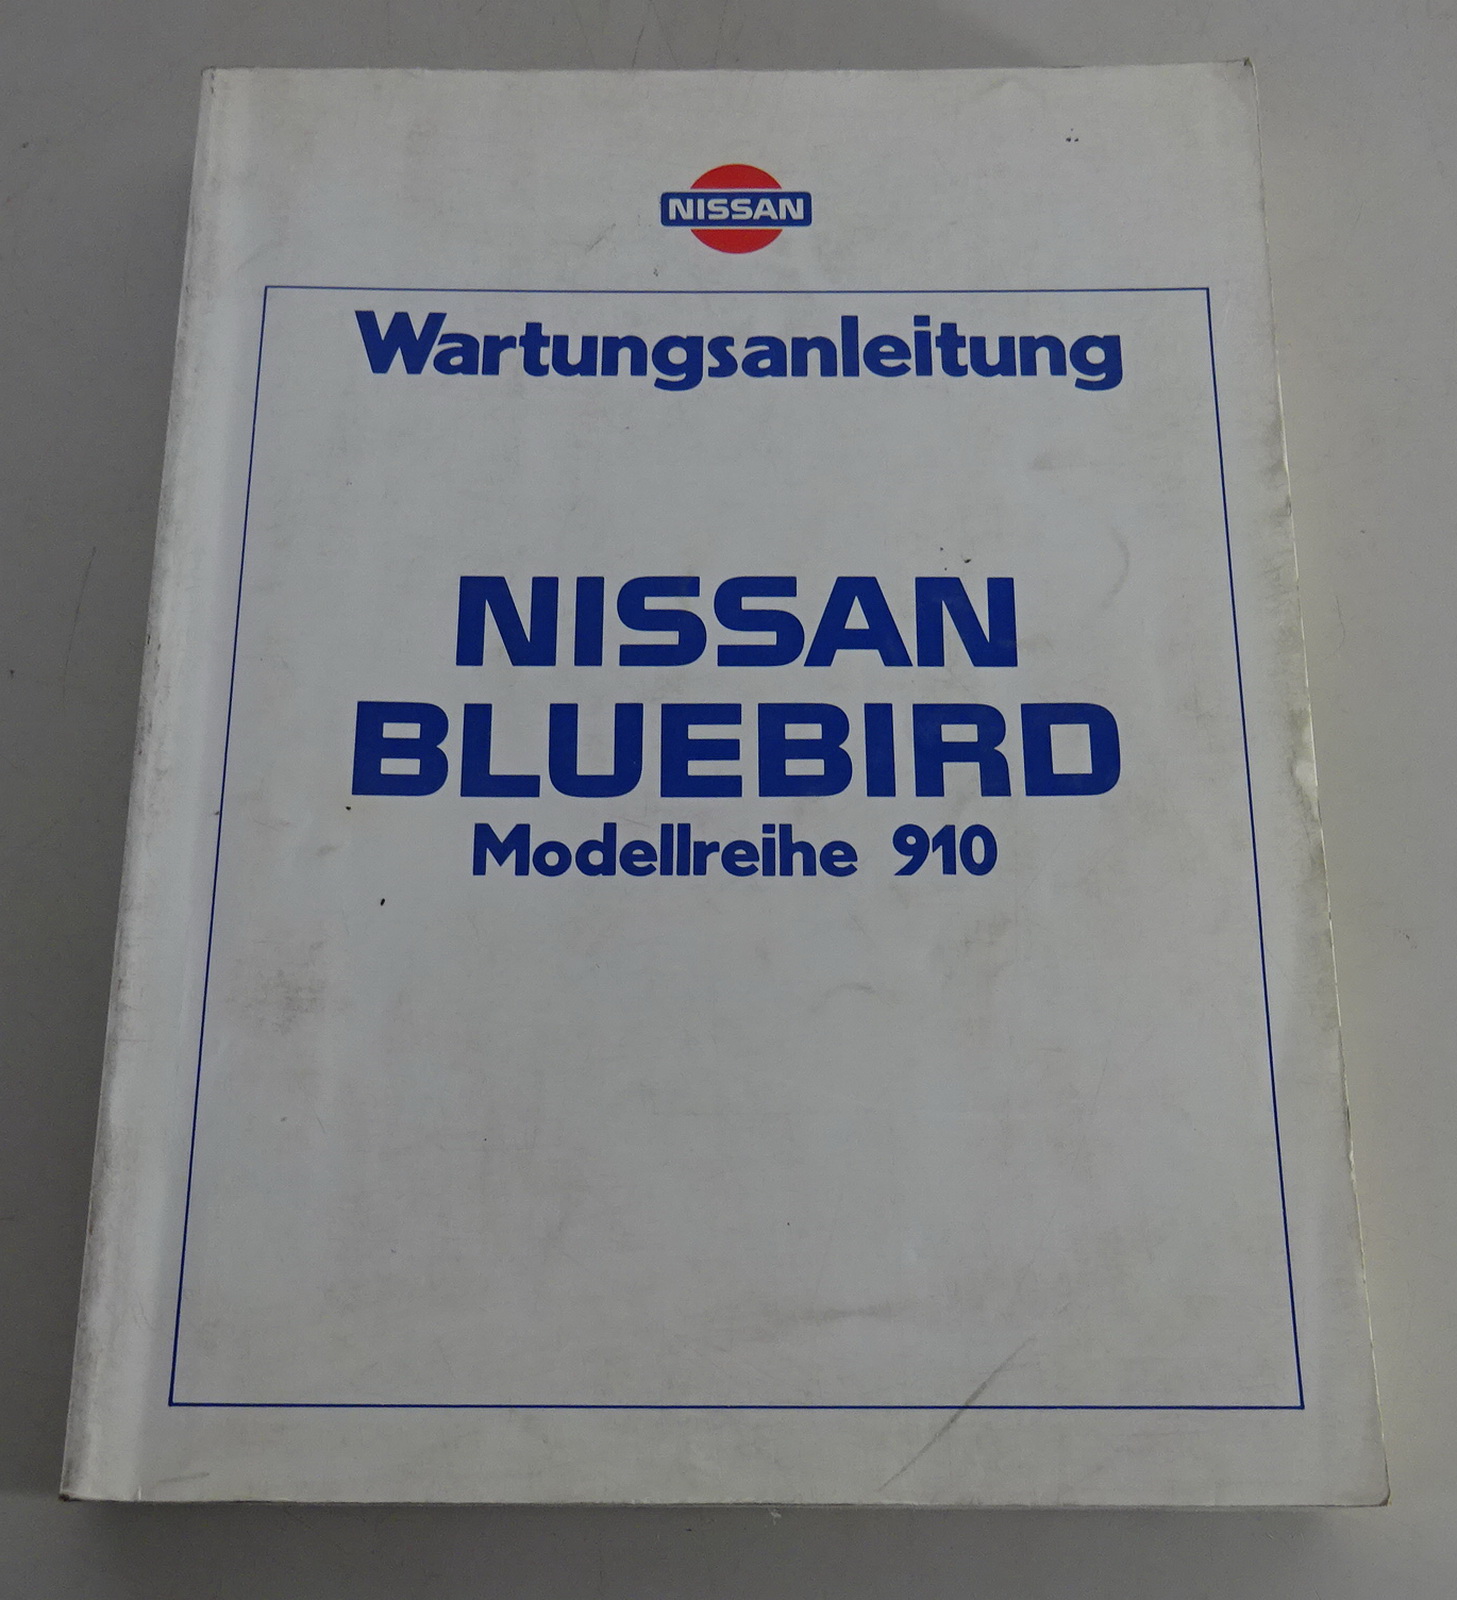 NISSAN
Wartungsanleitung
NISSAN
BLUEBIRD
Modellreihe 910